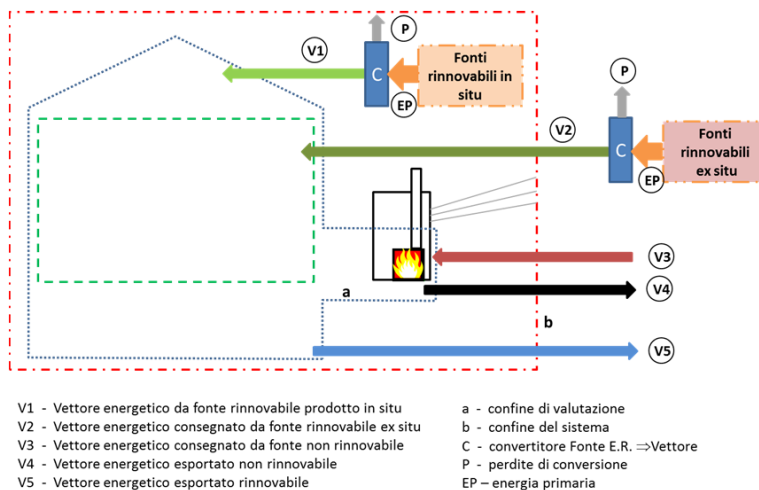 P
V1
C
Fonti
rinnovabili in
situ
EP
P
V2
C
Fonti
rinnovabili
ex situ
EP
V3
a
V4
b
V5
V1 - Vettore energetico da fonte rinnovabile prodotto in situ
V2 - Vettore energetico consegnato da fonte rinnovabile ex situ
V3 - Vettore energetico consegnato da fonte non rinnovabile
V4 - Vettore energetico esportato non rinnovabile
V5 - Vettore energetico esportato rinnovabile
a - confine di valutazione
b - confine del sistema
C - convertitore Fonte E.R. ⇒Vettore
P - perdite di conversione
EP – energia primaria